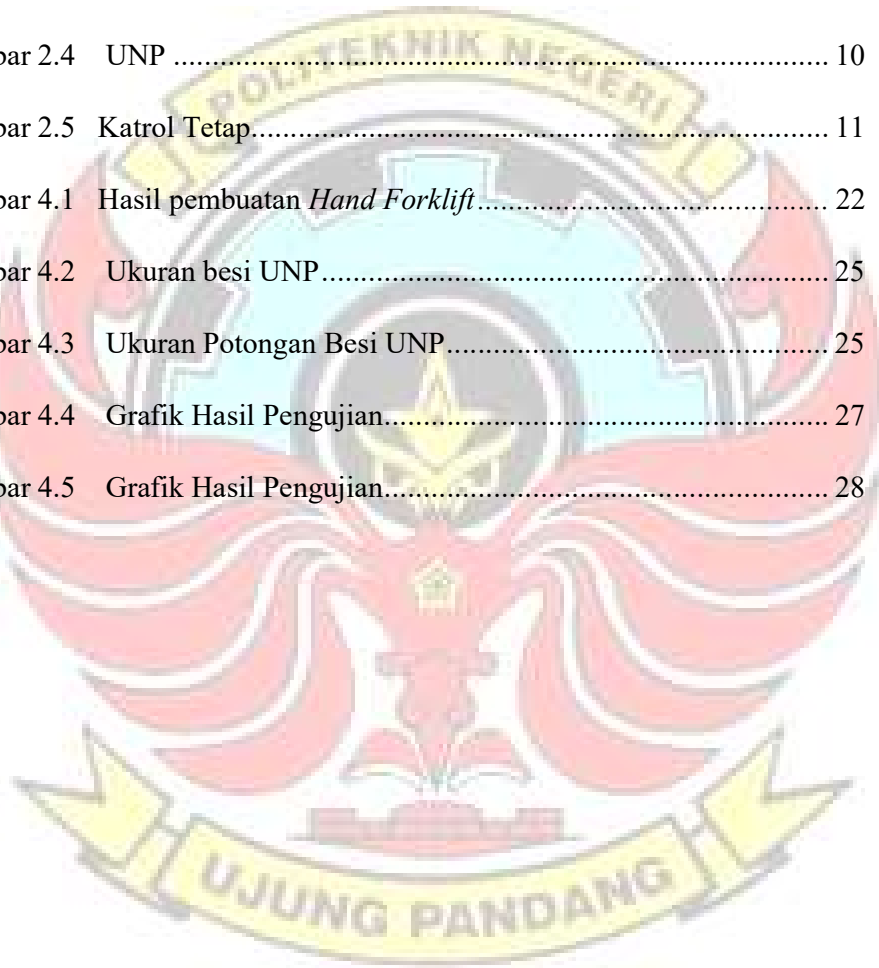 POLITEKNIK NEGERI
bar 2.4 UNP ........................................................................ 10
bar 2.5 Katrol Tetap.............................................................. 11
bar 4.1 Hasil pembuatan Hand Forklift...................................... 22
bar 4.2 Ukuran besi UNP...................................................... 25
bar 4.3 Ukuran Potongan Besi UNP......................................... 25
bar 4.4 Grafik Hasil Pengujian................................................ 27
bar 4.5 Grafik Hasil Pengujian................................................ 28
UJUNG PANDANG